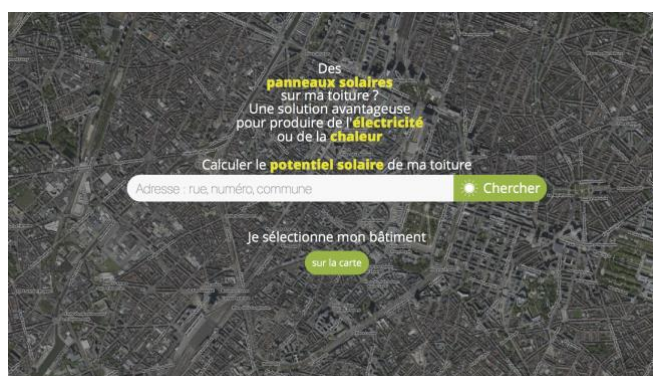 Des
panneaux solaires
sur ma toiture ?
Une solution avantageuse
pour produire de l'électricité
ou de la chaleur
Calculer le potentiel solaire de ma toiture
Adresse : rue, numéro, commune
Chercher
Je sélectionne mon bâtiment
sur la carte